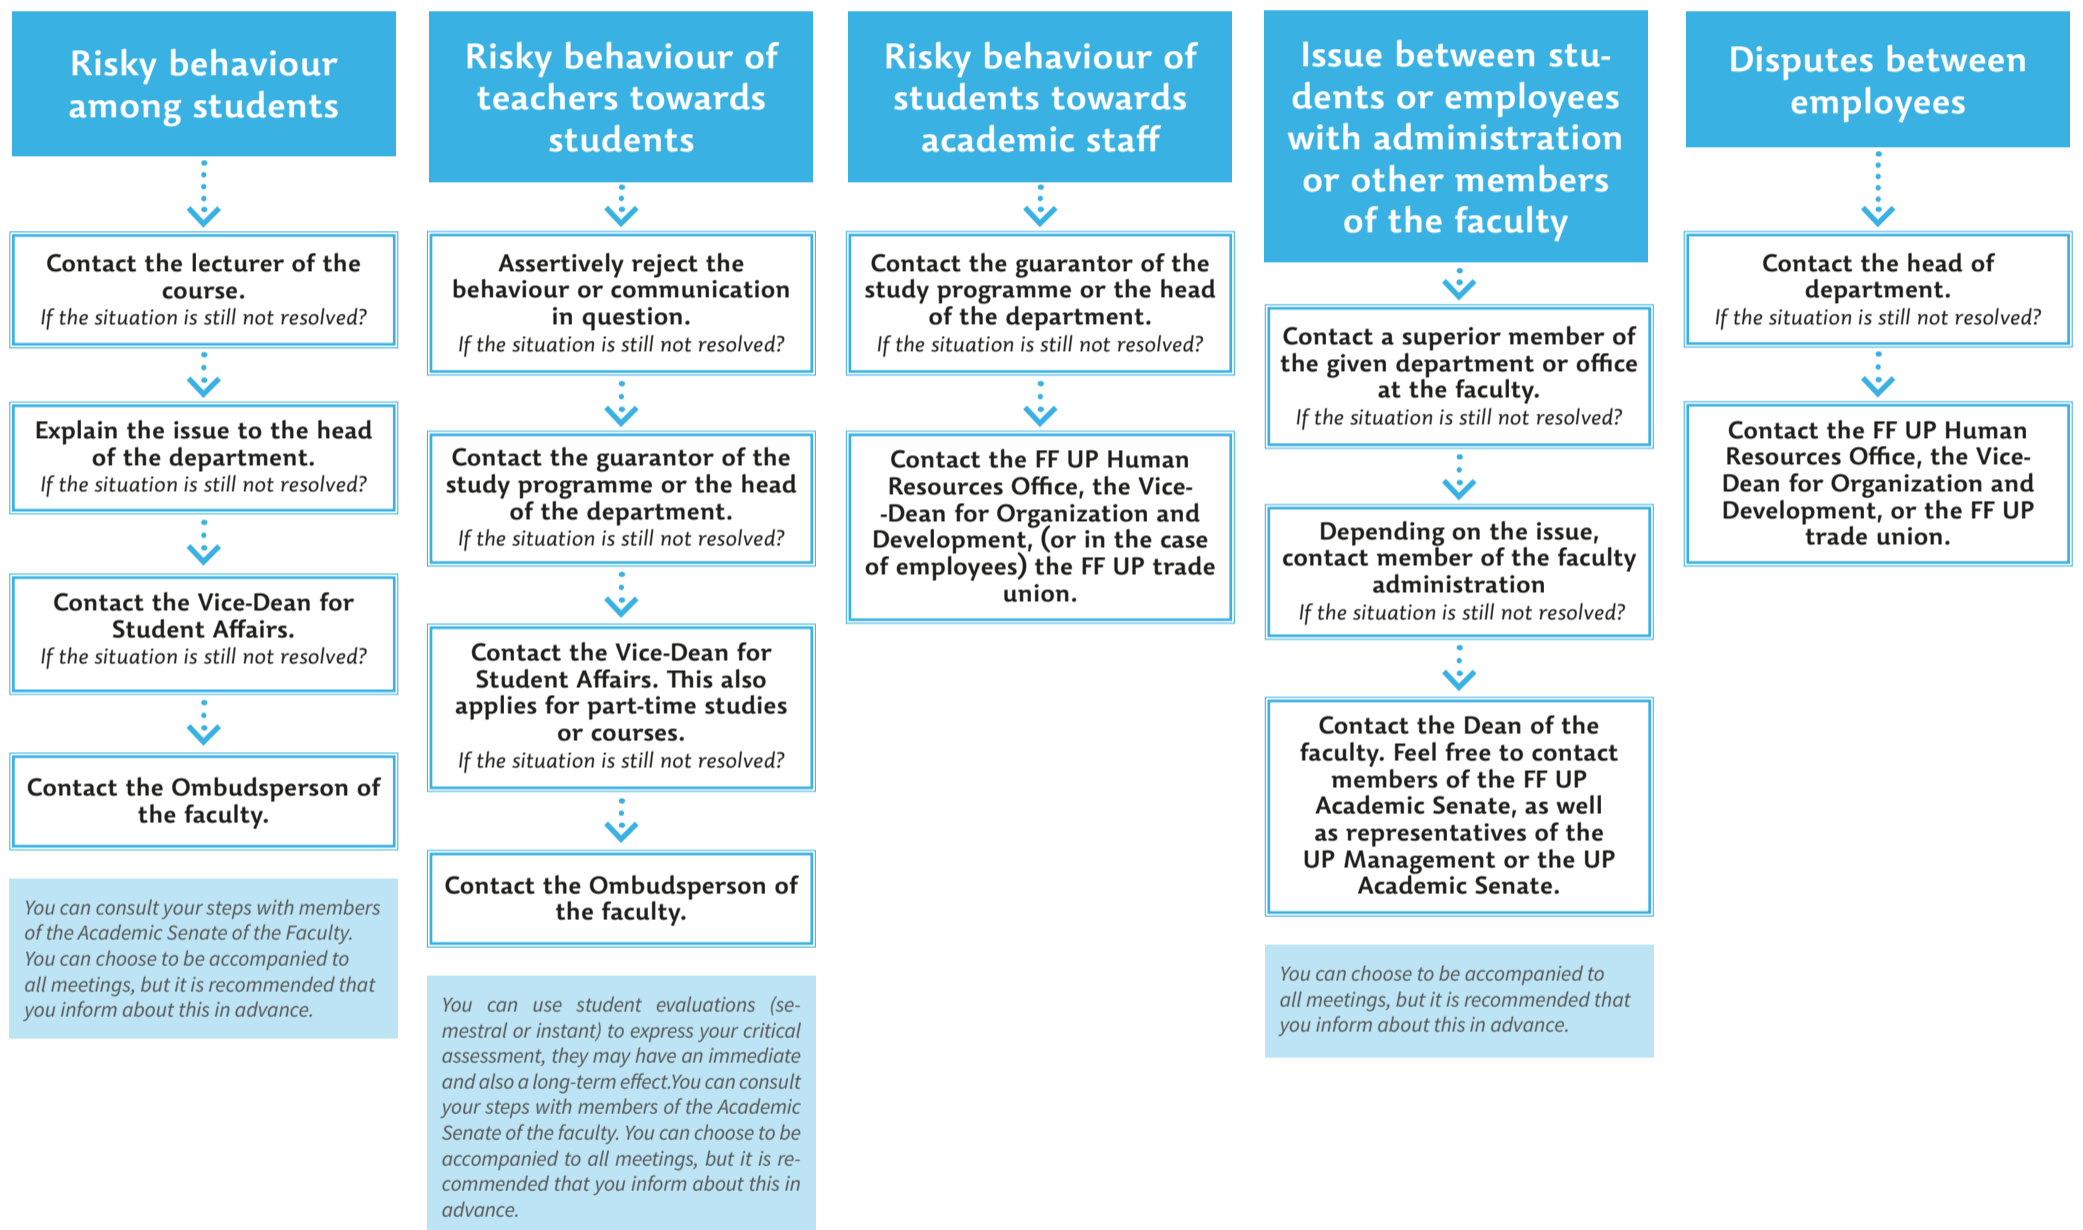 Risky behaviour
among students
Contact the lecturer of the
course.
If the situation is still not resolved?
Explain the issue to the head
of the department.
If the situation is still not resolved?
Contact the Vice-Dean for
Student Affairs.
If the situation is still not resolved?
Contact the Ombudsperson of
the faculty.
You can consult your steps with members
of the Academic Senate of the Faculty.
You can choose to be accompanied to
all meetings, but it is recommended that
you inform about this in advance.
Risky behaviour of
teachers towards
students
Assertively reject the
behaviour or communication
in question.
If the situation is still not resolved?
Contact the guarantor of the
study programme or the head
of the department.
If the situation is still not resolved?
Contact the Vice-Dean for
Student Affairs. This also
applies for part-time studies
or courses.
If the situation is still not resolved?
Contact the Ombudsperson of
the faculty.
You can use student evaluations (se-
mestral or instant) to express your critical
assessment, they may have an immediate
and also a long-term effect.You can consult
your steps with members of the Academic
Senate of the faculty. You can choose to be
accompanied to all meetings, but it is re-
commended that you inform about this in
advance.
Risky behaviour of
students towards
academic staff
Contact the guarantor of the
study programme or the head
of the department.
If the situation is still not resolved?
Contact the FF UP Human
Resources Office, the Vice-
-Dean for Organization and
Development, (or in the case
of employees) the FF UP trade
union.
Issue between stu-
dents or employees
with administration
or other members
of the faculty
Contact a superior member of
the given department or office
at the faculty.
If the situation is still not resolved?
Depending on the issue,
contact member of the faculty
administration
If the situation is still not resolved?
Contact the Dean of the
faculty. Feel free to contact
members of the FF UP
Academic Senate, as well
as representatives of the
UP Management or the UP
Academic Senate.
You can choose to be accompanied to
all meetings, but it is recommended that
you inform about this in advance.
Disputes between
employees
Contact the head of
department.
If the situation is still not resolved?
Contact the FF UP Human
Resources Office, the Vice-
Dean for Organization and
Development, or the FF UP
trade union.